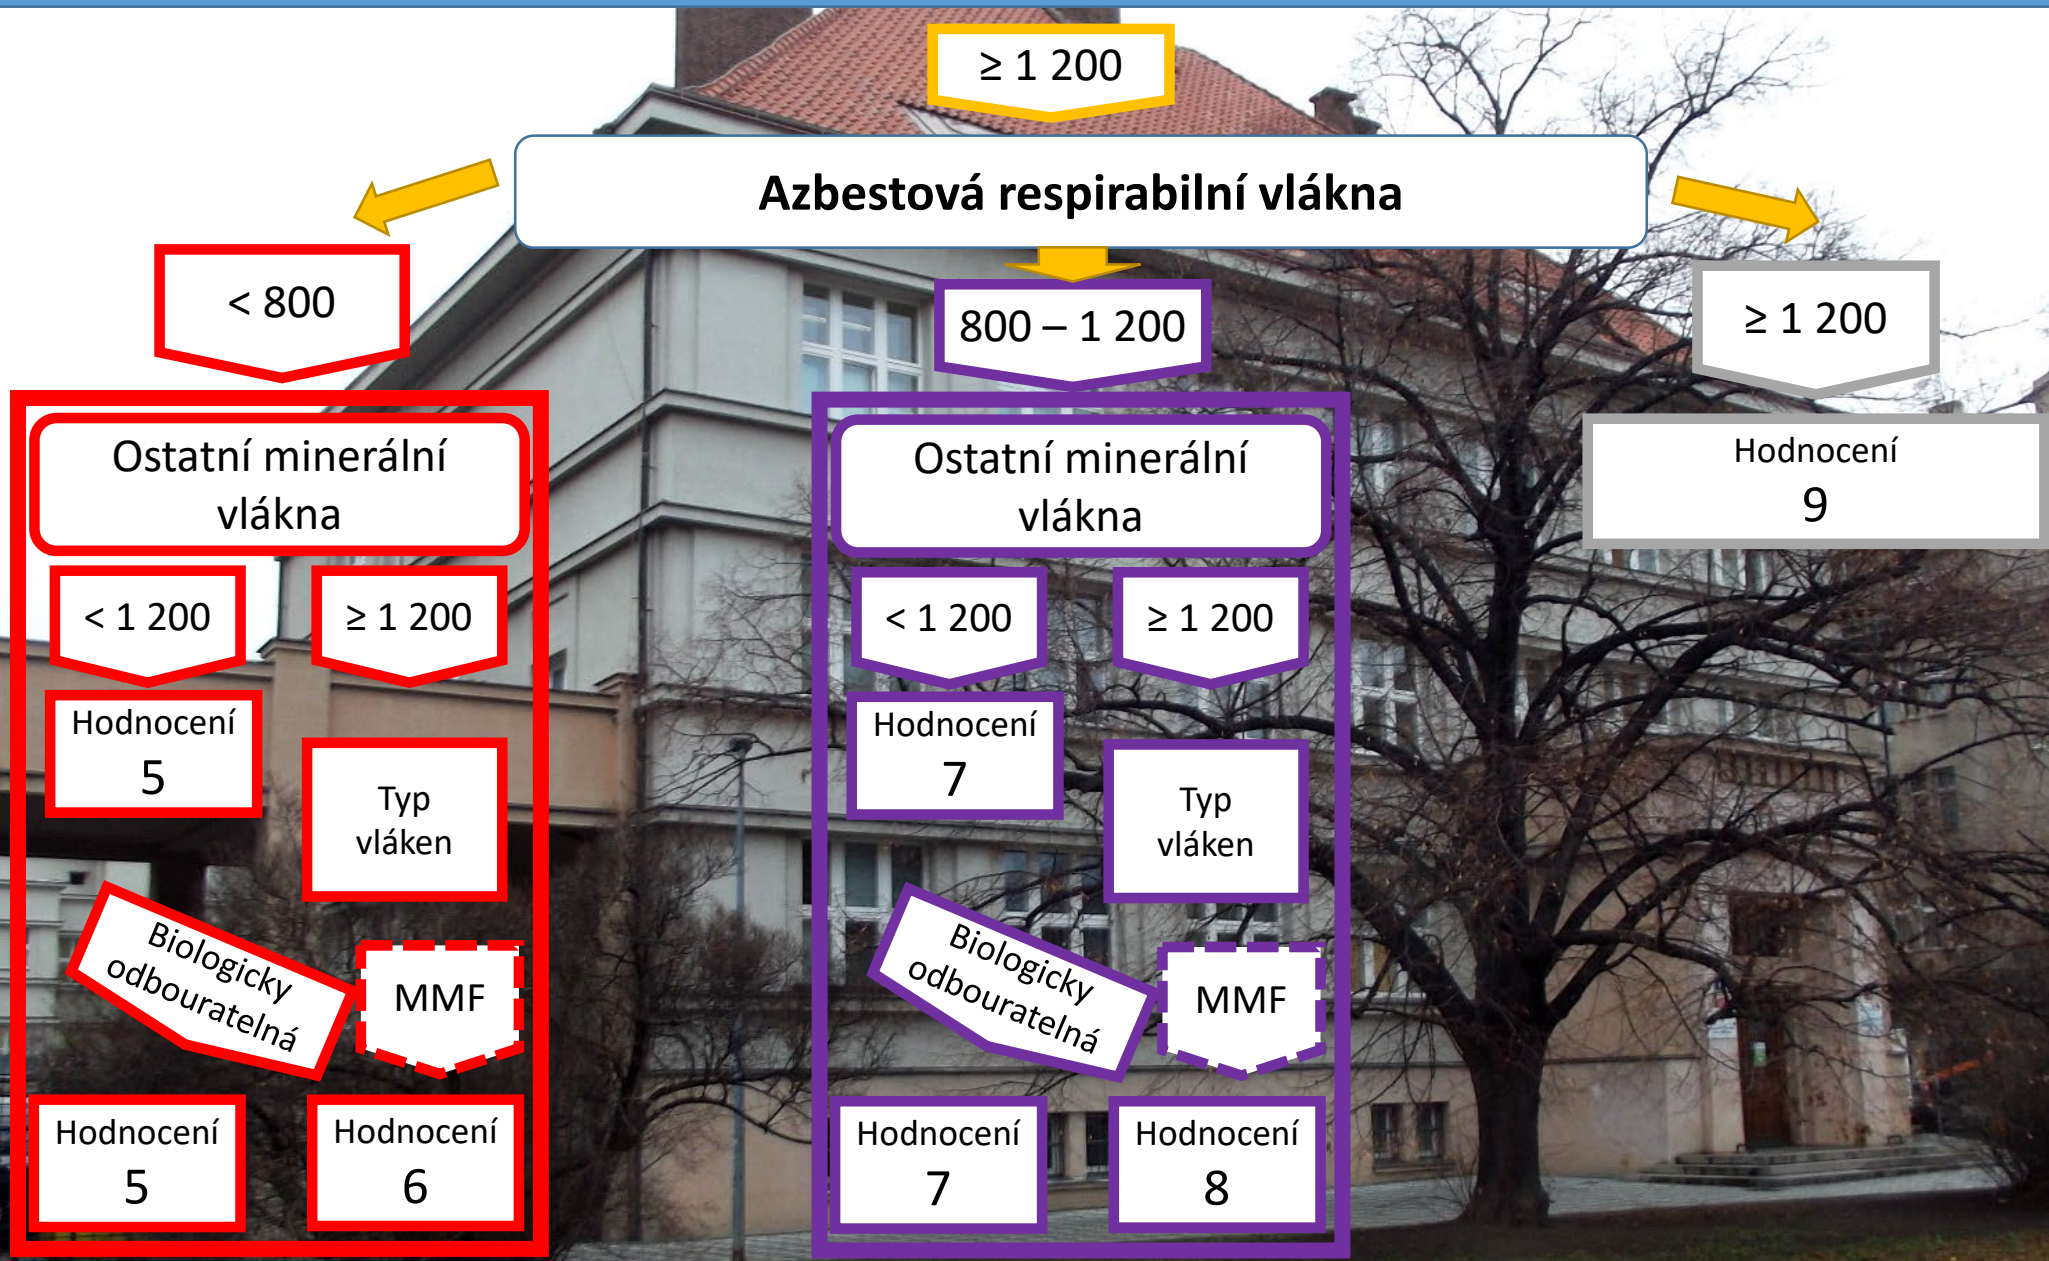 ≥ 1 200
Azbestová respirabilní vlákna
< 800
800 – 1 200
≥ 1 200
Ostatní minerální
vlákna
< 1 200
≥ 1 200
Hodnocení
5
Typ
vláken
Biologicky
odbouratelná
MMF
Hodnocení
5
Hodnocení
6
Ostatní minerální
vlákna
< 1 200
≥ 1 200
Hodnocení
7
Typ
vláken
Biologicky
odbouratelná
MMF
Hodnocení
7
Hodnocení
8
Hodnocení
9